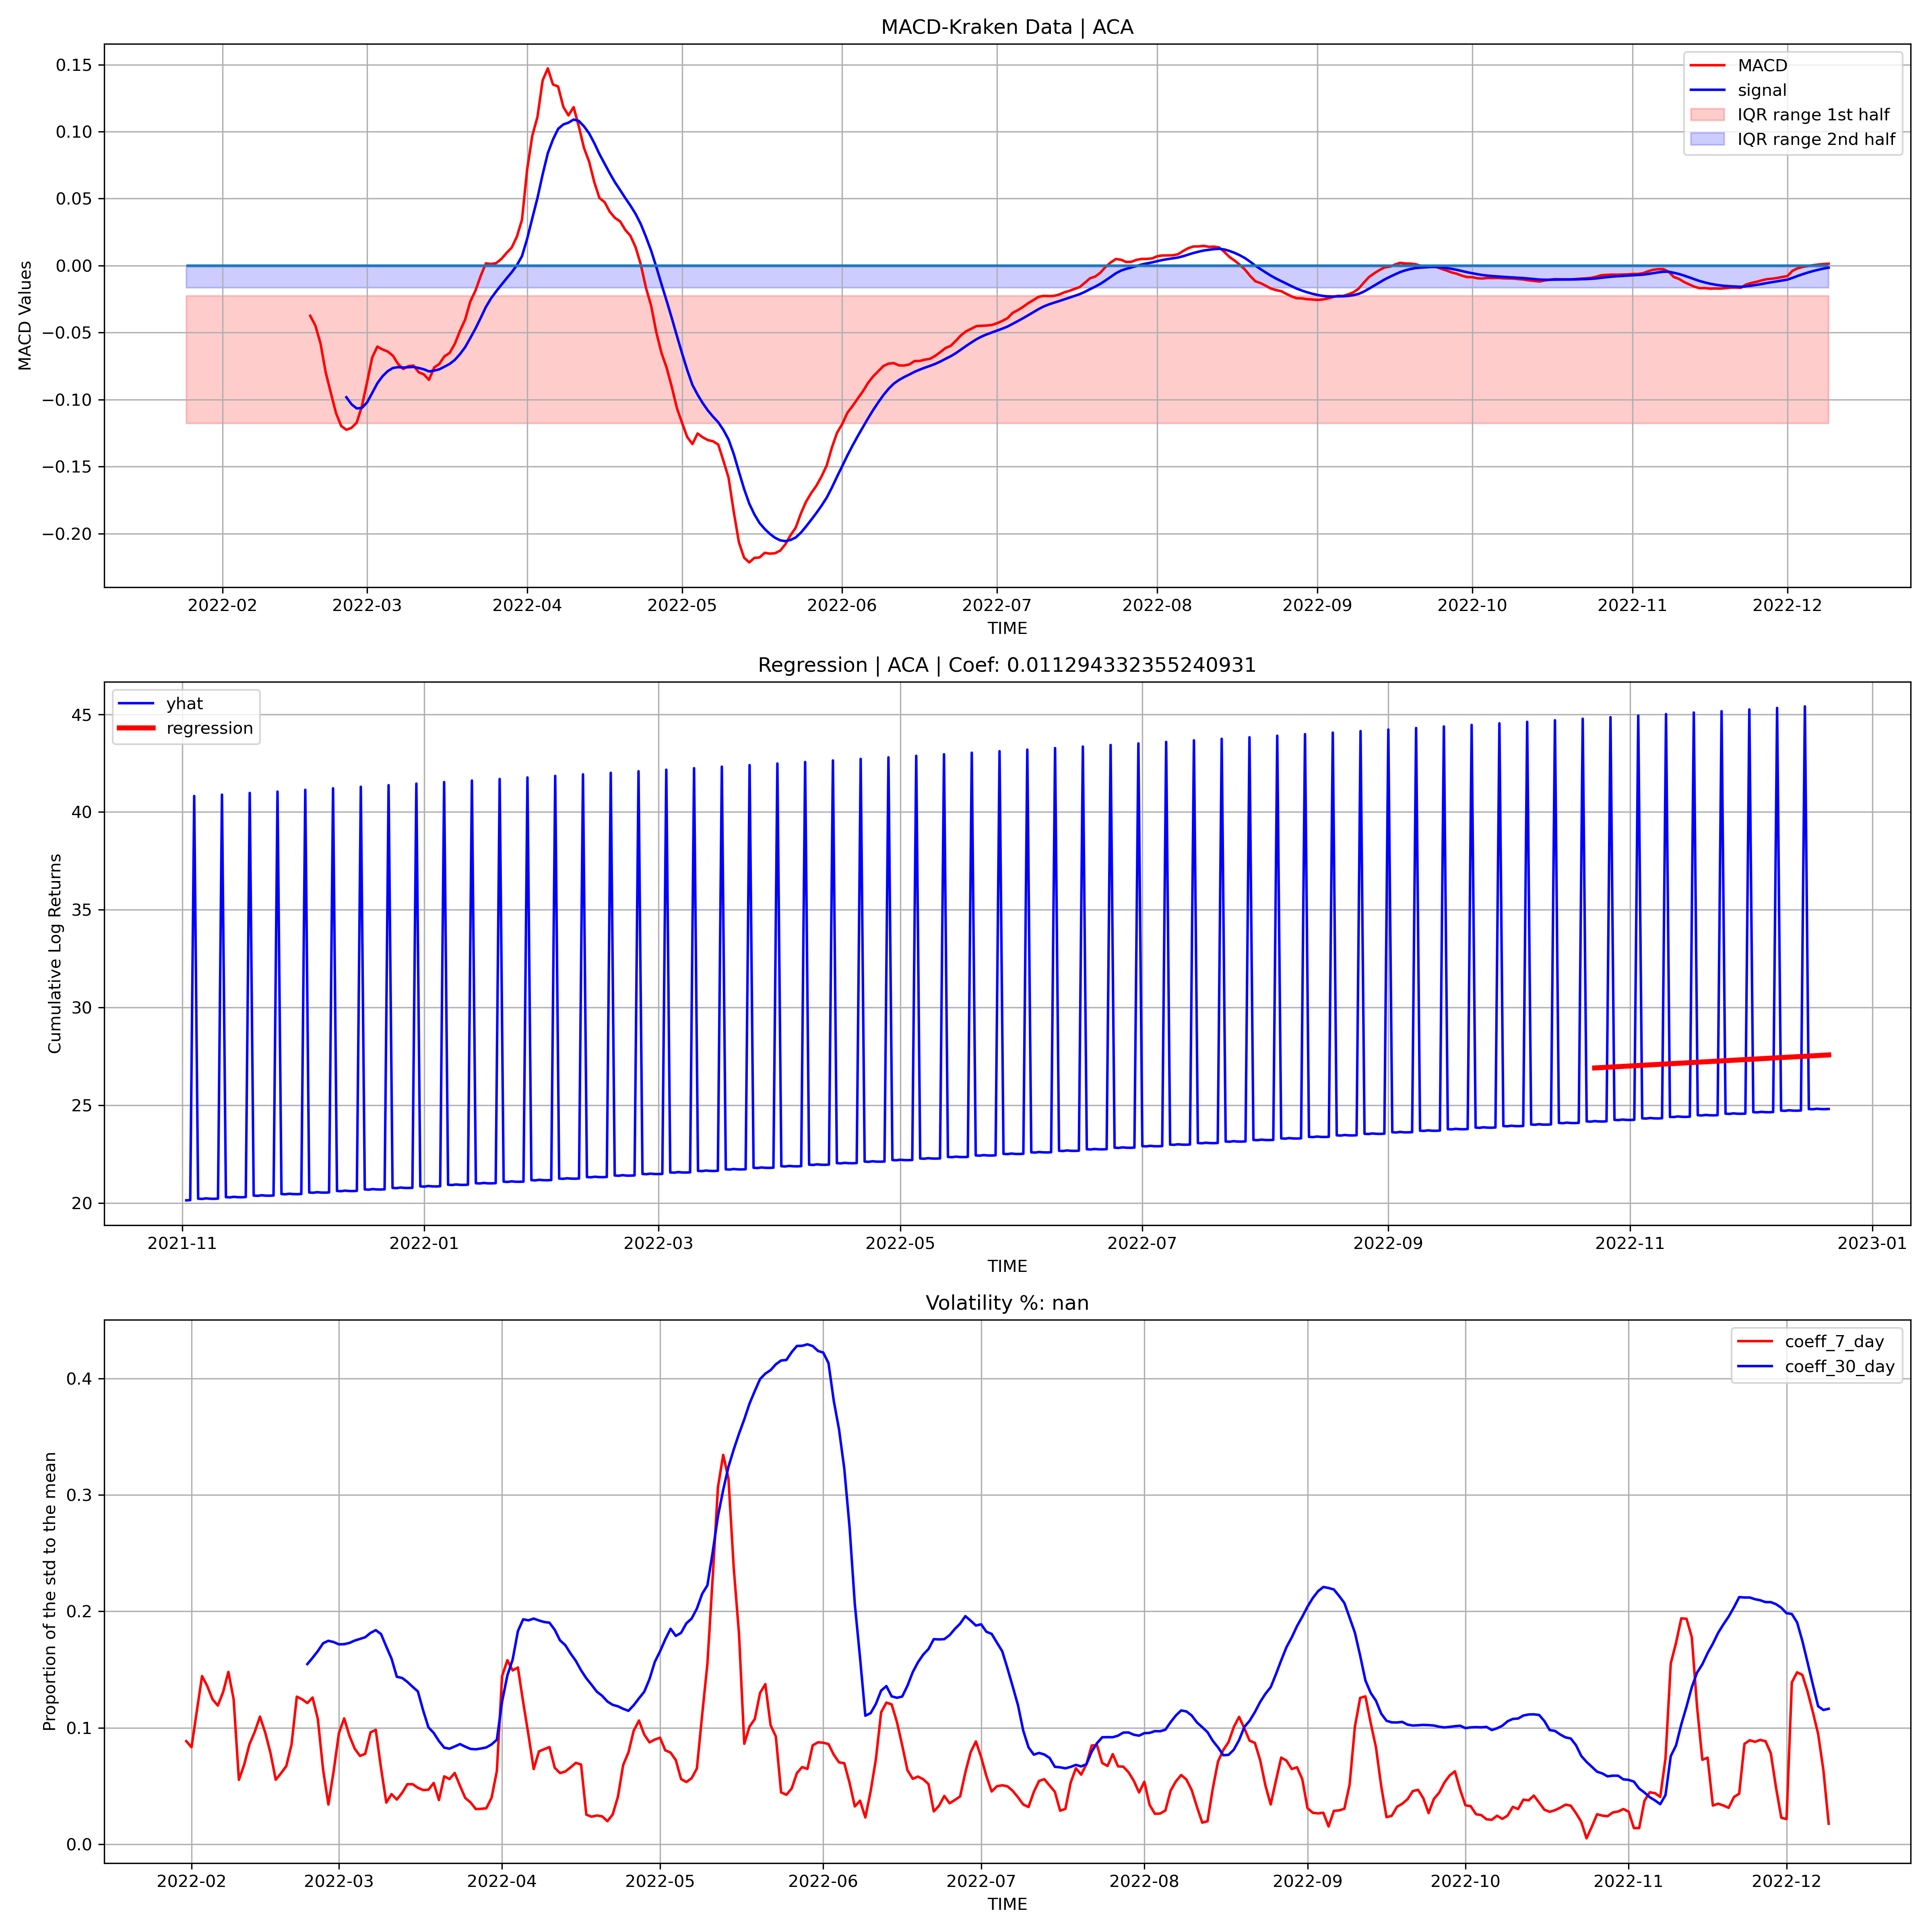 MACD-Kraken Data | ACA
MACD Values
0.15
0.10
0.05
0.00
−0.05
−0.10
−0.15
−0.20
MACD
signal
IQR range 1st half
IQR range 2nd half
2022-02
2022-03
2022-04
2022-05
2022-06
2022-07
2022-08
2022-09
2022-10
2022-11
2022-12
TIME
Regression | ACA | Coef: 0.011294332355240931
Cumulative Log Returns
45
40
35
30
25
20
yhat
regression
2021-11
2022-01
2022-03
2022-05
2022-07
2022-09
2022-11
2023-01
TIME
Volatility %: nan
Proportion of the std to the mean
0.4
0.3
0.2
0.1
0.0
coeff_7_day
coeff_30_day
2022-02
2022-03
2022-04
2022-05
2022-06
2022-07
2022-08
2022-09
2022-10
2022-11
2022-12
TIME